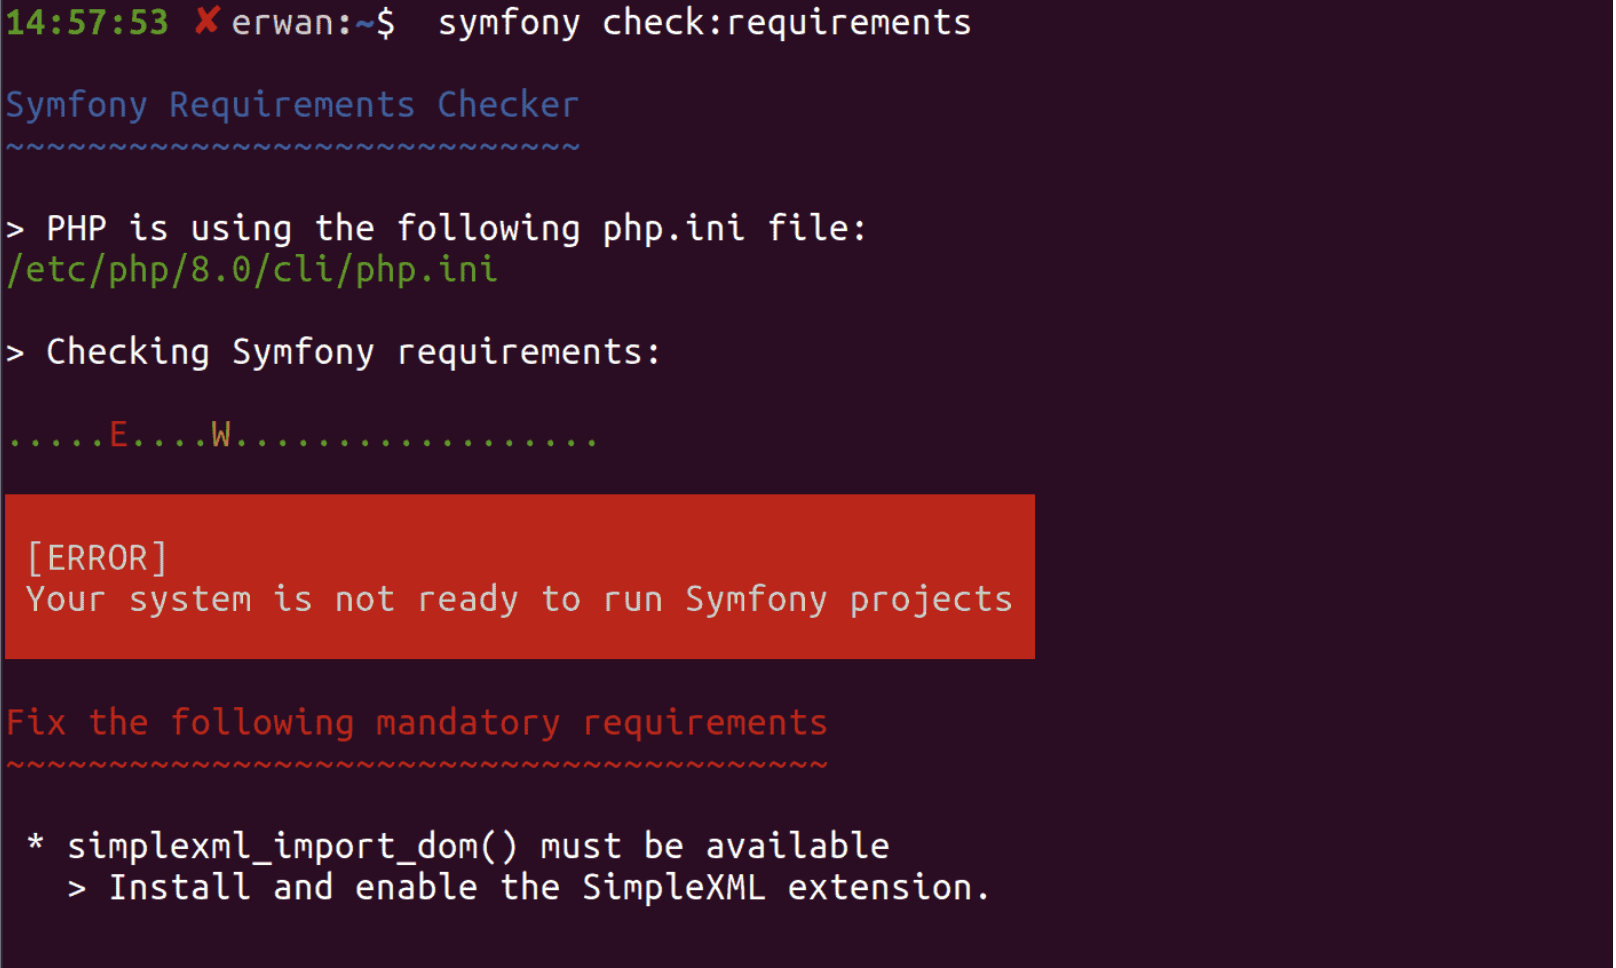 14:57:53 ✘ erwan:~$  symfony check:requirements
Symfony Requirements Checker
~~~~~~~~~~~~~~~~~~~~~~~~~~~~
> PHP is using the following php.ini file:
/etc/php/8.0/cli/php.ini
> Checking Symfony requirements:
.....E....W..................
[ERROR]
Your system is not ready to run Symfony projects
Fix the following mandatory requirements
~~~~~~~~~~~~~~~~~~~~~~~~~~~~~~~~~~~~~~~~
* simplexml_import_dom() must be available
> Install and enable the SimpleXML extension.